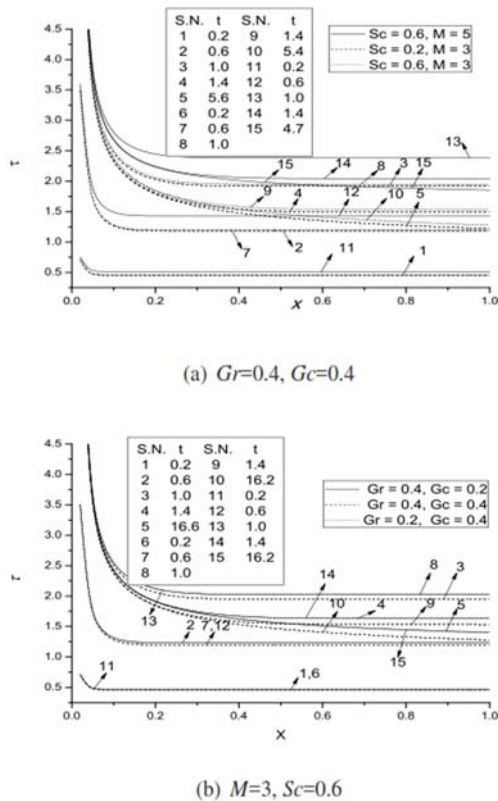 S.N. t S.N. t
1 0.2 9 1.4
2 0.6 10 5.4
3 1.0 11 0.2
4 1.4 12 0.6
5 5.6 13 1.0
6 0.2 14 1.4
7 0.6 15 4.7
8 1.0
Sc = 0.6, M = 5
Sc = 0.2, M = 3
Sc = 0.6, M = 3
4.5
4.0
3.5
3.0
2.5
2.0
1.5
1.0
0.5
τ
13
15 14 8 3 15
9 4 12 10 5
7 2
11 1
0.0 0.2 0.4 0.6 0.8 1.0
x
(a) Gr=0.4, Gc=0.4
S.N. t S.N. t
1 0.2 9 1.4
2 0.6 10 16.2
3 1.0 11 0.2
4 1.4 12 0.6
5 16.6 13 1.0
6 0.2 14 1.4
7 0.6 15 16.2
8 1.0
Gr = 0.4, Gc = 0.2
Gr = 0.4, Gc = 0.4
Gr = 0.2, Gc = 0.4
4.5
4.0
3.5
3.0
2.5
2.0
1.5
1.0
0.5
τ
14 8 3
13 2 7,12 10 4 9 5
15
11 1,6
0.0 0.2 0.4 0.6 0.8 1.0
X
(b) M=3, Sc=0.6